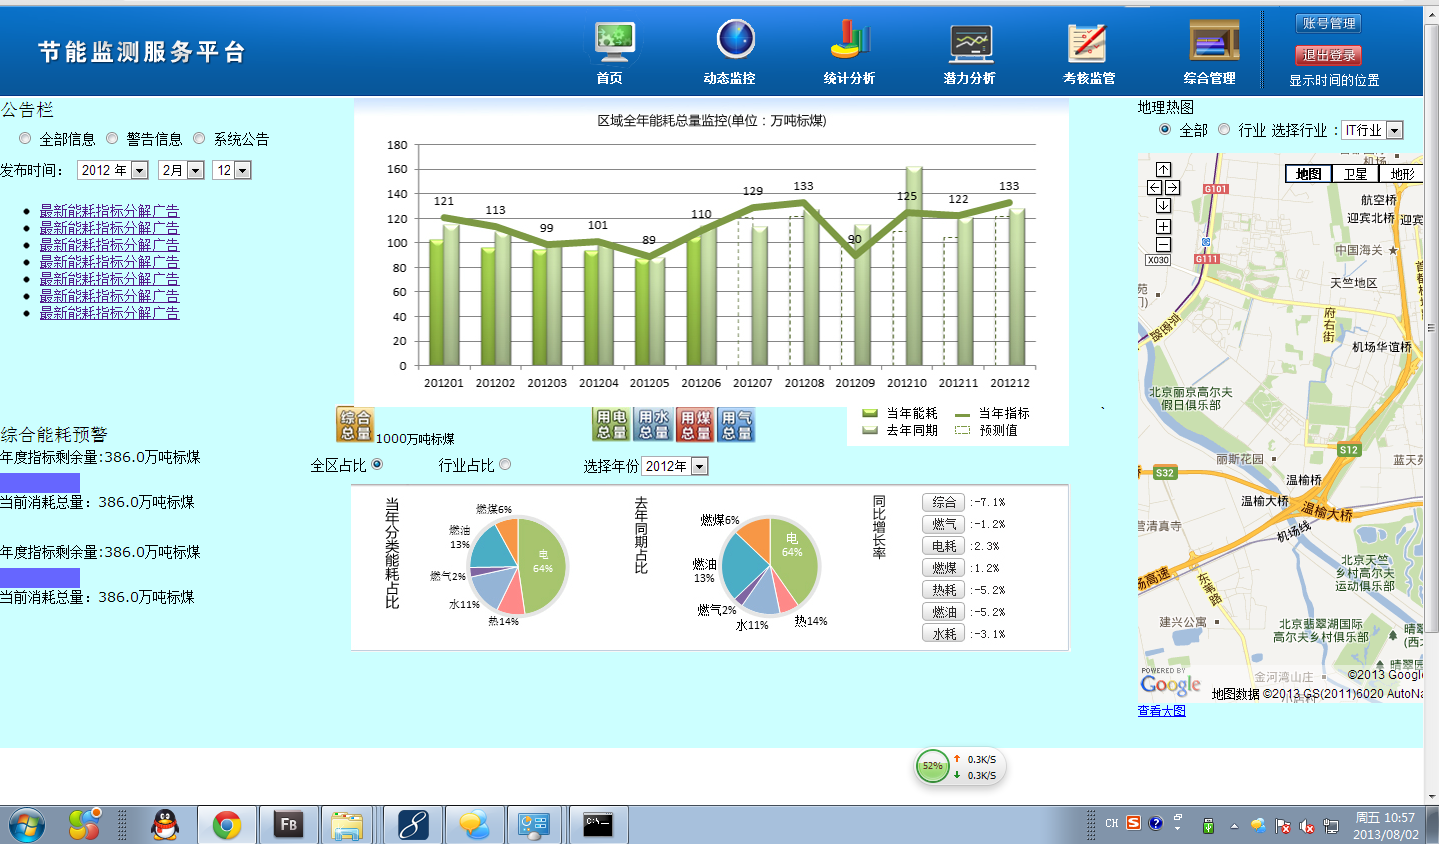 节能监测服务平台
首页
动态监控
统计分析
潜力分析
考核监管
综合管理
账号管理
退出登录
显示时间的位置
公告栏
全部信息 警告信息 系统公告
发布时间: 2012 年 2月 12
最新能耗指标分解广告
最新能耗指标分解广告
最新能耗指标分解广告
最新能耗指标分解广告
最新能耗指标分解广告
最新能耗指标分解广告
最新能耗指标分解广告
综合能耗预警
年度指标剩余量:386.0万吨标煤
当前消耗总量: 386.0万吨标煤
年度指标剩余量:386.0万吨标煤
当前消耗总量: 386.0万吨标煤
区域全年能耗总量监控(单位：万吨标煤)
180
160
140
120
100
80
60
40
20
0
121 113 99 101 89 110 129 133 90 125 122 133
201201 201202 201203 201204 201205 201206 201207 201208 201209 201210 201211 201212
当年能耗 当年指标
去年同期 预测值
综合总量
1000万吨标煤
用电总量
用水总量
用煤总量
用气总量
全区占比 行业占比 选择年份 2012年
当年分类能耗占比
燃煤6%
燃油
13%
燃气2%
水11%
热14%
电
64%
去年同期占比
燃煤6%
燃油
13%
燃气2%
水11%
热14%
电
64%
同比增长率
综合 :-7.1%
燃气 :-1.2%
电耗 :2.3%
燃煤 :1.2%
热耗 :-5.2%
燃油 :-5.2%
水耗 :-3.1%
地理热图
全部 行业 选择行业 : IT行业
地图 卫星 地形
机场
G101
航空桥
迎宾北桥 迎宾
中国海关
G111
X030
天竺地区
首都机
苑
门)
京密路
府右街
机场华谊桥
北京丽京高尔夫
假日俱乐部
S12
丽斯花园
蓝天苑
S32
温榆桥
温榆大桥
温榆大桥
营清真寺
机场线
北京天竺
乡村高尔夫
运动俱乐部
场高速
东苇路
建兴公寓
北京翡翠湖国际
高尔夫乡村俱乐部
晴翠
(西北
晴翠园
POWERED BY
Google
金河湾山庄
©2013 Google
地图数据 ©2013 GS(2011)6020 AutoNa
查看大图
52%
0.3K/S
0.3K/S
FB
C:\
CH
周五 10:57
2013/08/02